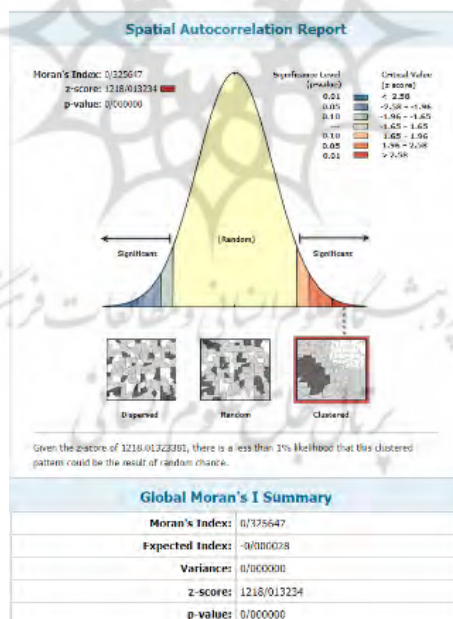 Spatial Autocorrelation Report
Moran's Index: 0/325647
z-score: 1218/013234
p-value: 0/000000
Significance Level (p-value)
Critical Value (z-score)
0.01 < -2.58
0.05 -2.58 - -1.96
0.10 -1.96 - -1.65
— -1.65 - 1.65
0.10 1.65 - 1.96
0.05 1.96 - 2.58
0.01 > 2.58
Significant
(Random)
Significant
Dispersed
Random
Clustered
Given the z-score of 1218.01323381, there is a less than 1% likelihood that this clustered
pattern could be the result of random chance.
Global Moran's I Summary
Moran's Index: 0/325647
Expected Index: -0/000028
Variance: 0/000000
z-score: 1218/013234
p-value: 0/000000